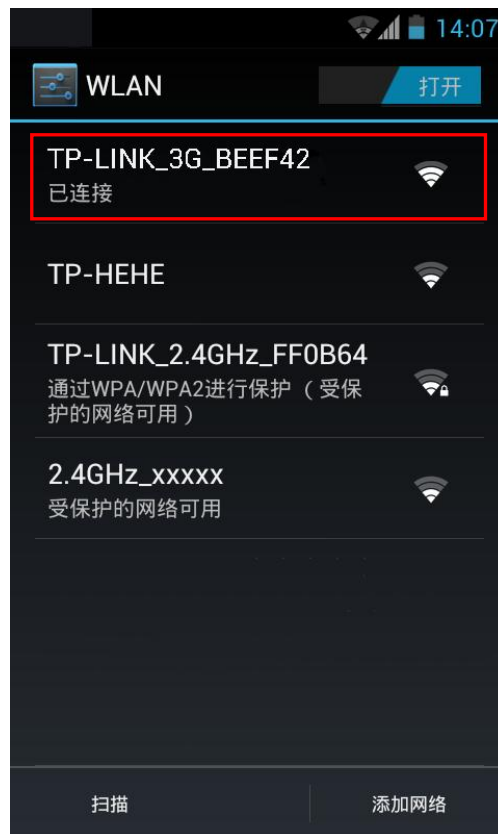 14:07
WLAN 打开
TP-LINK_3G_BEEF42
已连接
TP-HEHE
TP-LINK_2.4GHz_FF0B64
通过WPA/WPA2进行保护 （受保
护的网络可用）
2.4GHz_xxxxx
受保护的网络可用
扫描 添加网络